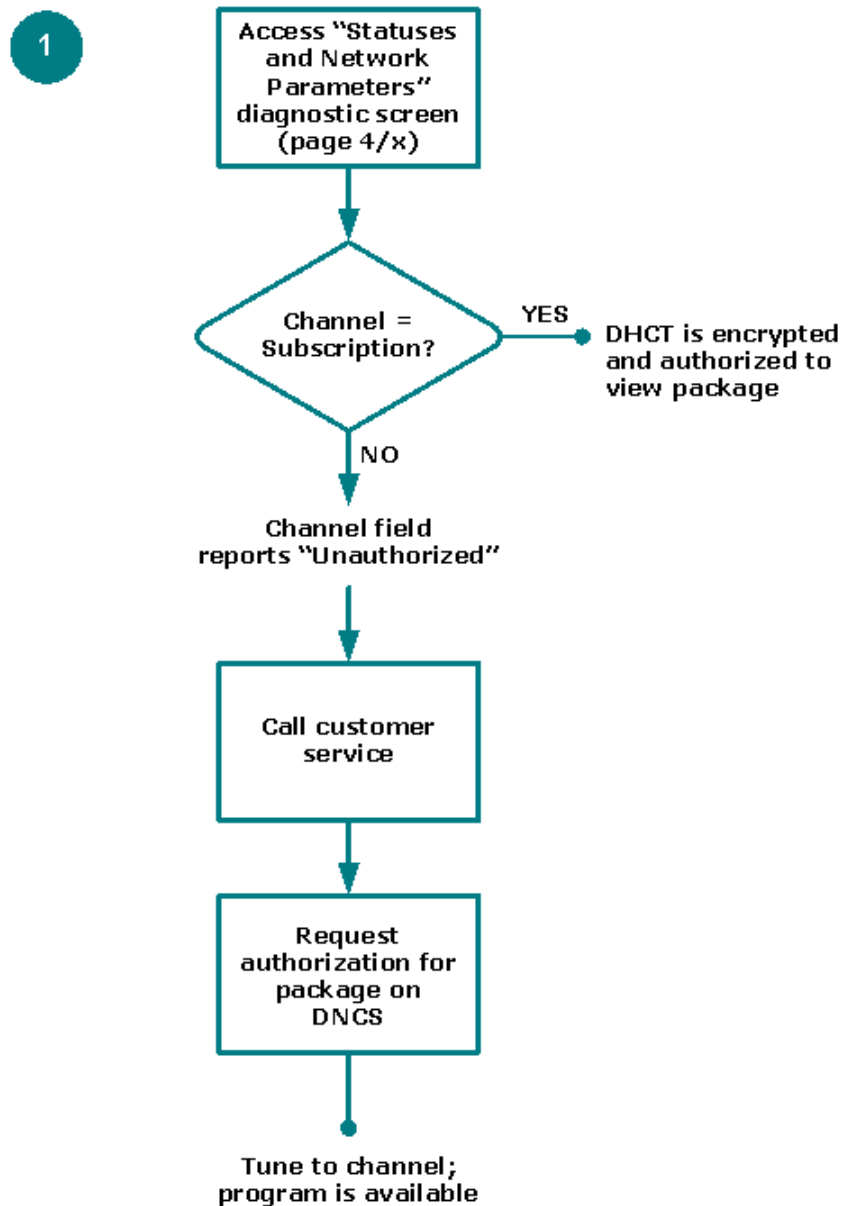 1
Access “Statuses
and Network
Parameters”
diagnostic screen
(page 4/x)
Channel =
Subscription?
YES
DHCT is encrypted
and authorized to
view package
NO
Channel field
reports “Unauthorized”
Call customer
service
Request
authorization for
package on
DNCS
Tune to channel;
program is available